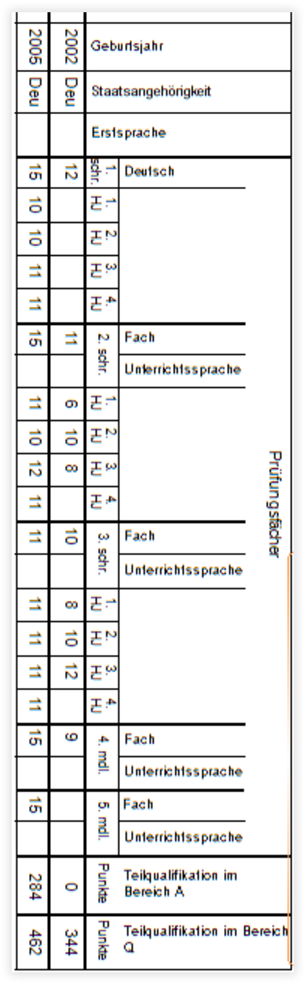 2005 2002 Geburtsjahr
Deu Deu Staatsangehörigkeit
Erstsprache
15 12 1. schr. Deutsch
10 1. HJ
10 2. HJ
11 3. HJ
11 4. HJ
15 11 2. schr. Fach
Unterrichtssprache
11 6 1. HJ
10 10 2. HJ
12 8 3. HJ
11 4. HJ
Prüfungsfächer
11 10 3. schr. Fach
Unterrichtssprache
11 8 1. HJ
11 10 2. HJ
11 12 3. HJ
11 4. HJ
15 9 4. mdl. Fach
Unterrichtssprache
15 5. mdl. Fach
Unterrichtssprache
284 0 Punkte Teilqualifikation im
Bereich A
462 344 Punkte Teilqualifikation im Bereich